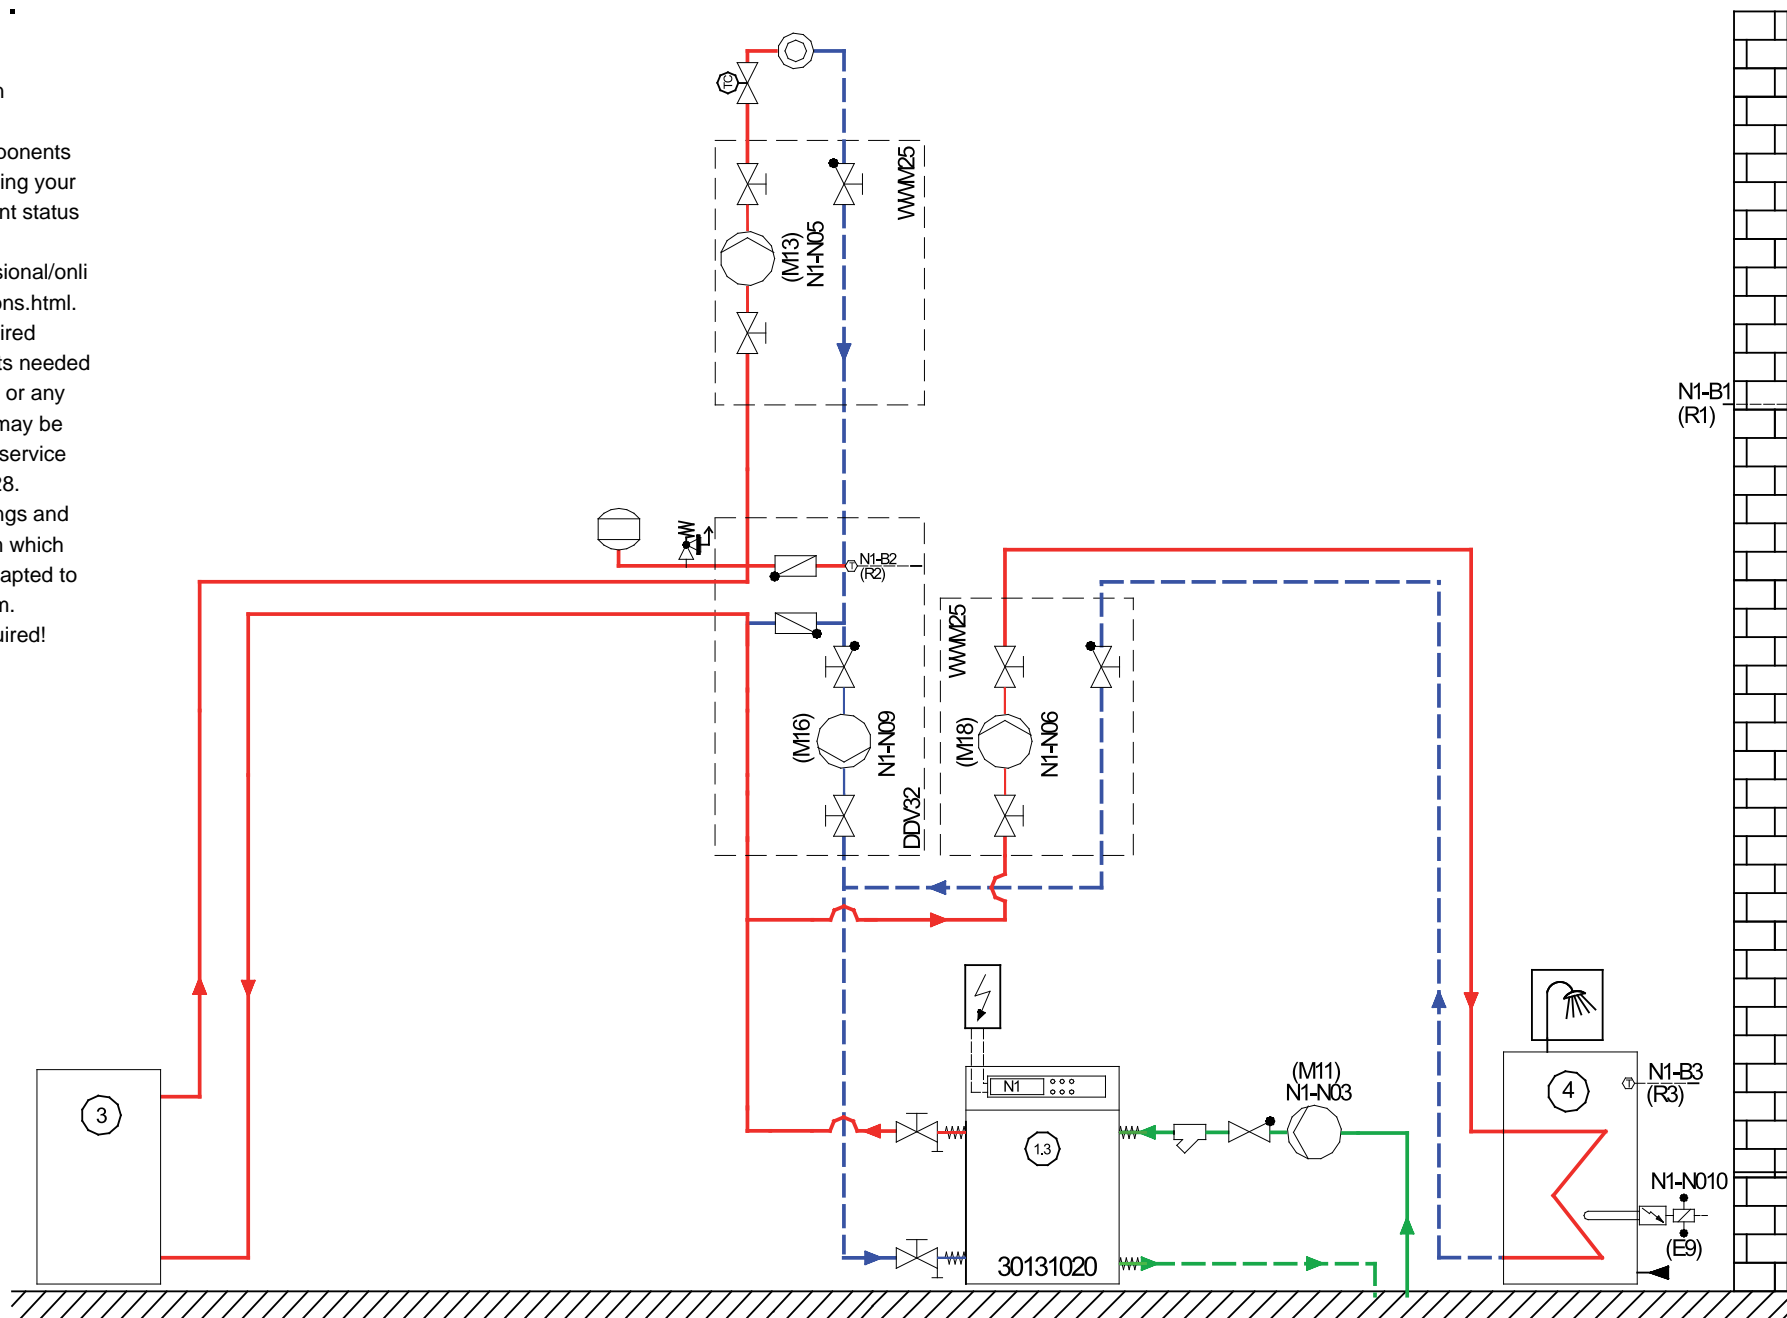 n
ponents
ing your
nt status
sional/onli
ons.html.
ired
ts needed
or any
may be
service
28.
ngs and
n which
apted to
m.
uired!
TC
WWM25
(M13)
N1-N05
N1-B1
(R1)
T
N1-B2
(R2)
WWM25
(M16)
N1-N09
(M18)
N1-N06
DDV32
N1
(M11)
N1-N03
3
1.3
4
T
N1-B3
(R3)
N1-N010
(E9)
30131020